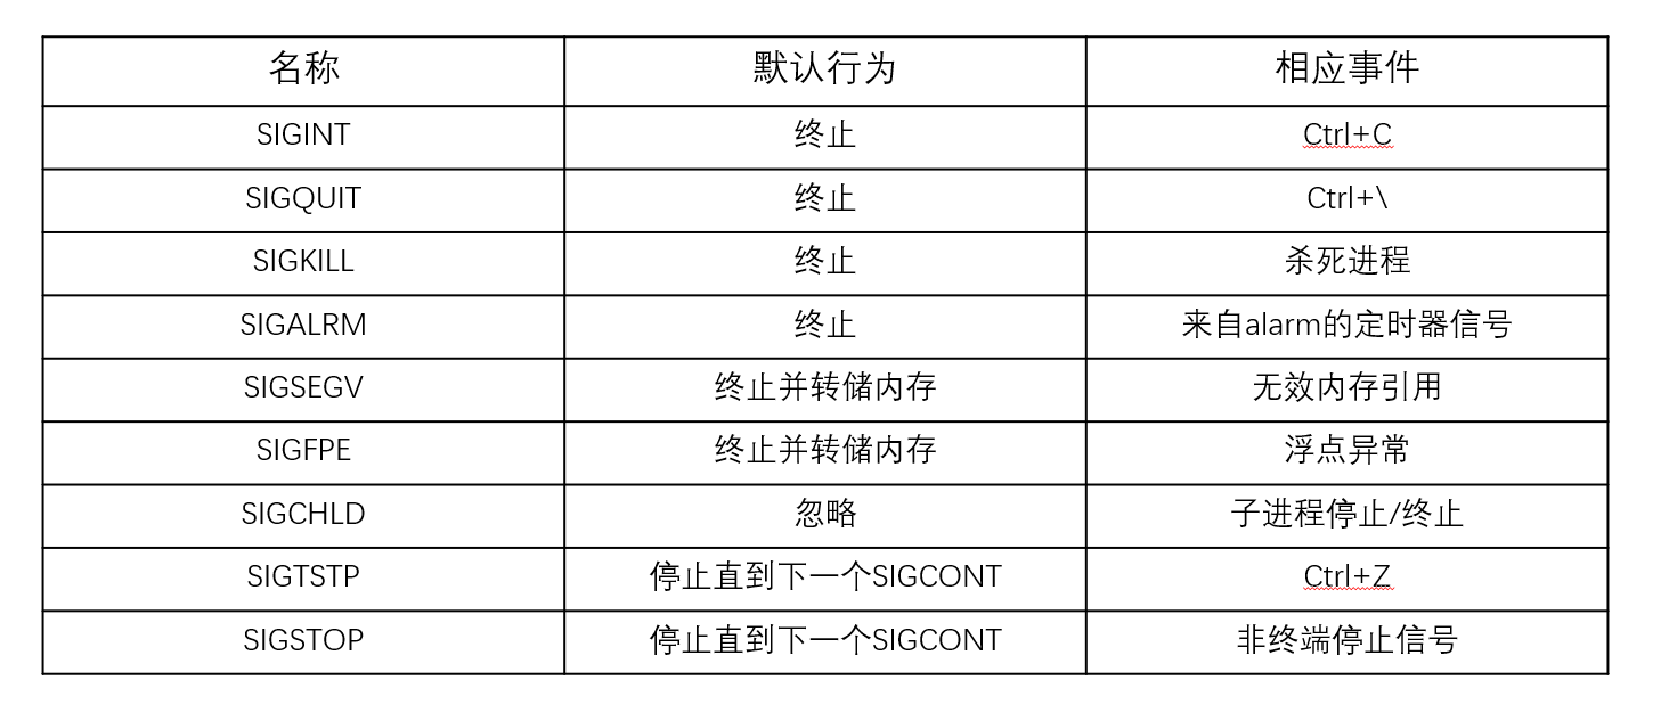 名称 默认行为 相应事件
SIGINT 终止 Ctrl+C
SIGQUIT 终止 Ctrl+\
SIGKILL 终止 杀死进程
SIGALRM 终止 来自alarm的定时器信号
SIGSEGV 终止并转储内存 无效内存引用
SIGFPE 终止并转储内存 浮点异常
SIGCHLD 忽略 子进程停止/终止
SIGTSTP 停止直到下一个SIGCONT Ctrl+Z
SIGSTOP 停止直到下一个SIGCONT 非终端停止信号